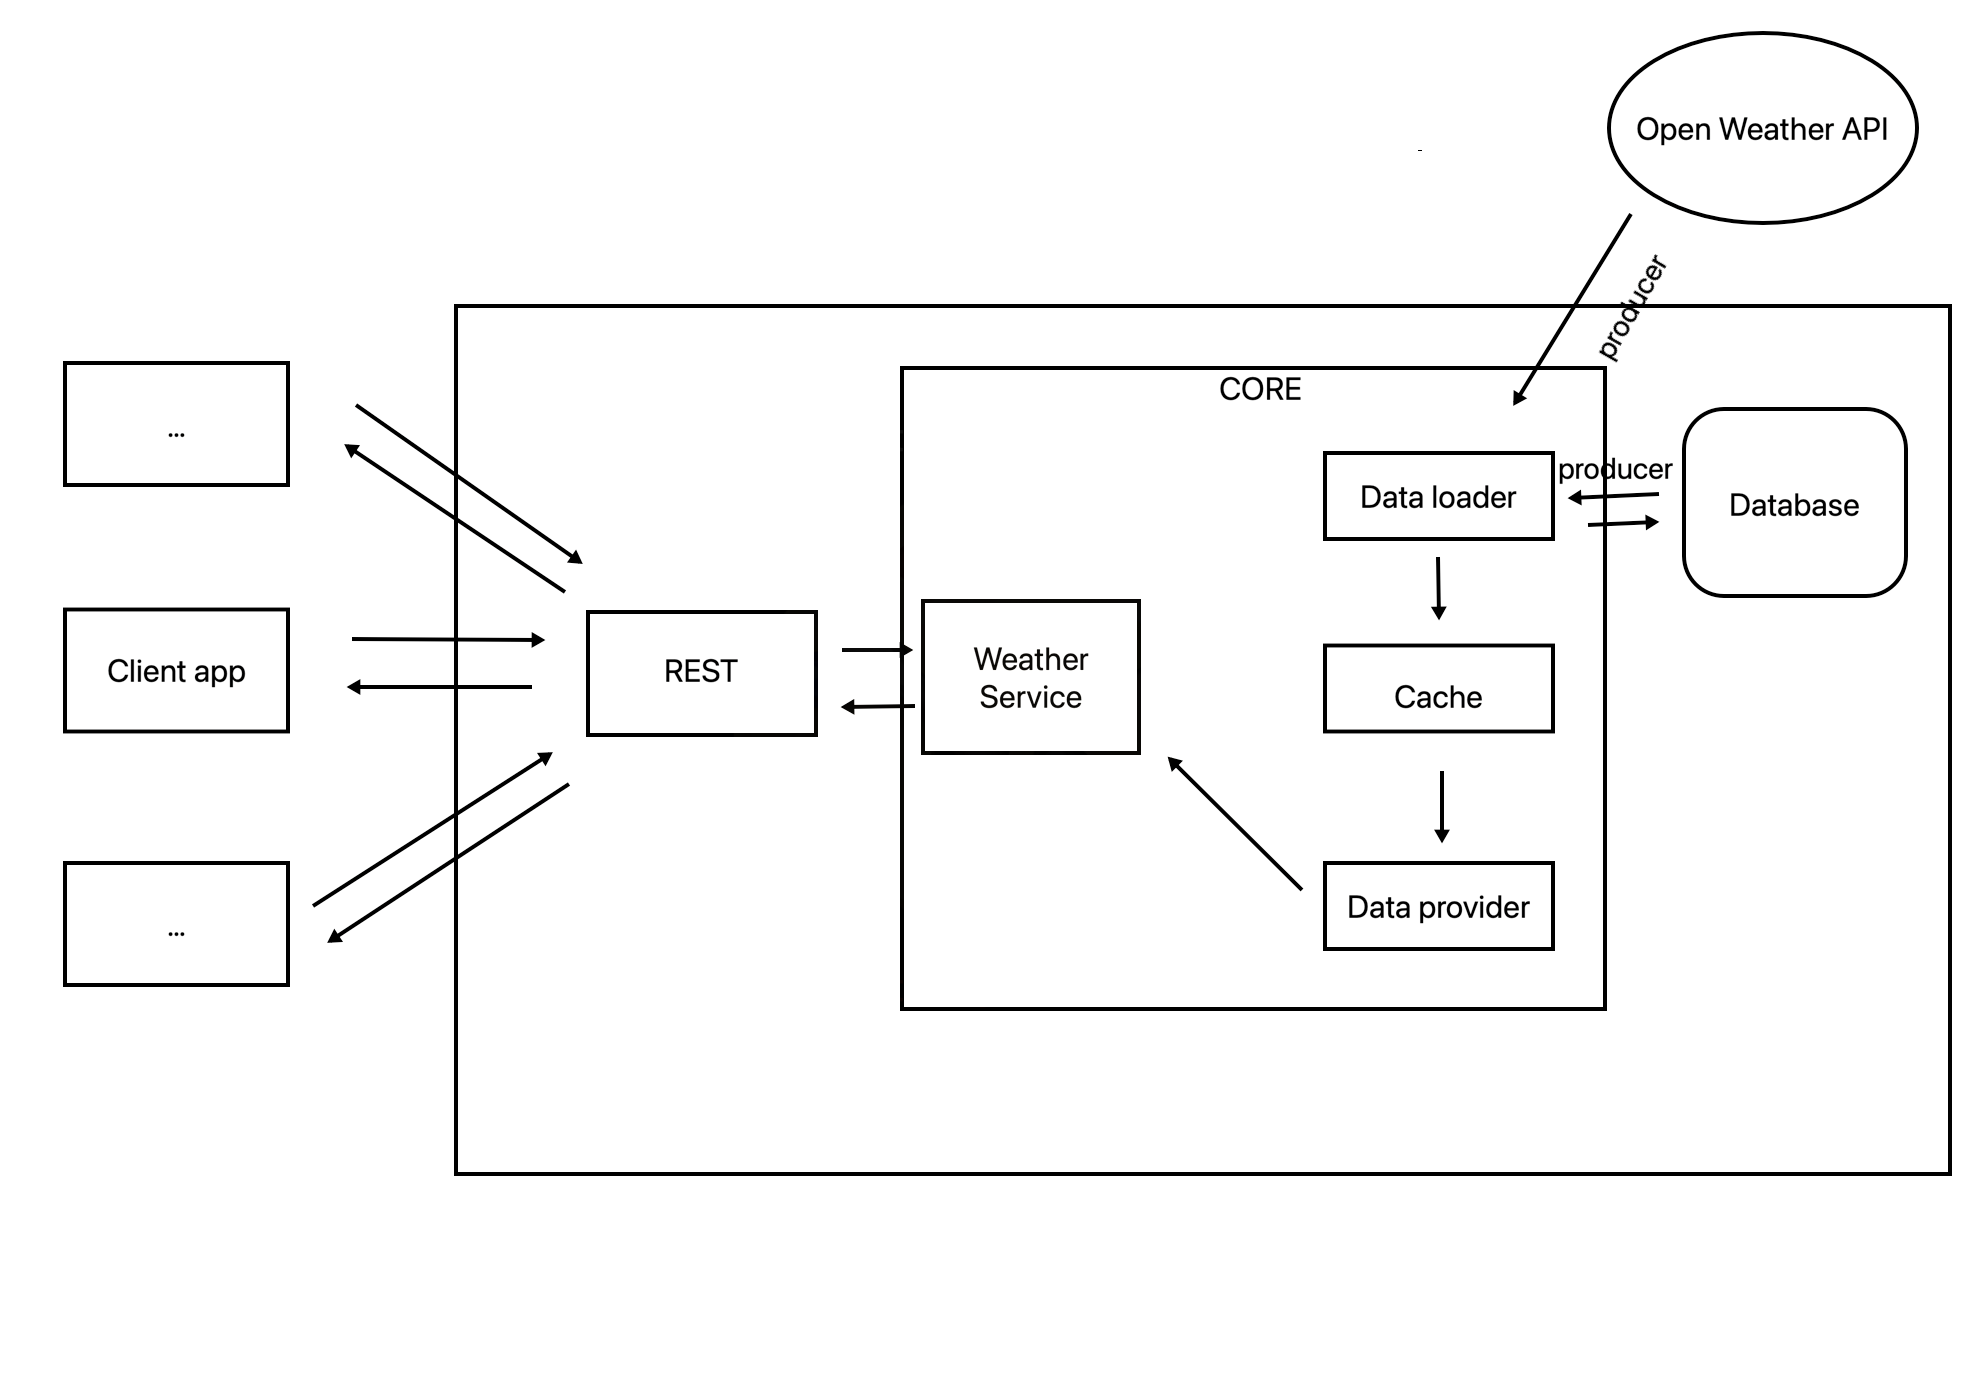 Open Weather API
producer
CORE
...
producer
Data loader
Database
Client app
REST
Weather
Service
Cache
Data provider
...